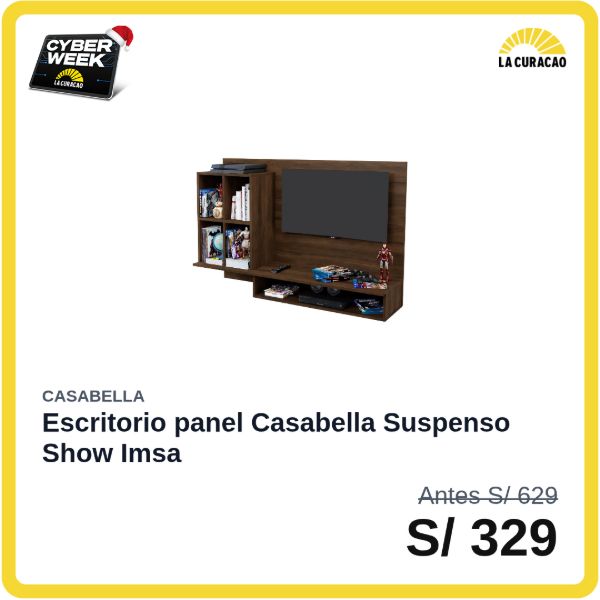 CYBER
WEEK
LA CURACAO
LA CURACAO
CASABELLA
Escritorio panel Casabella Suspenso
Show Imsa
Antes S/ 629
S/ 329